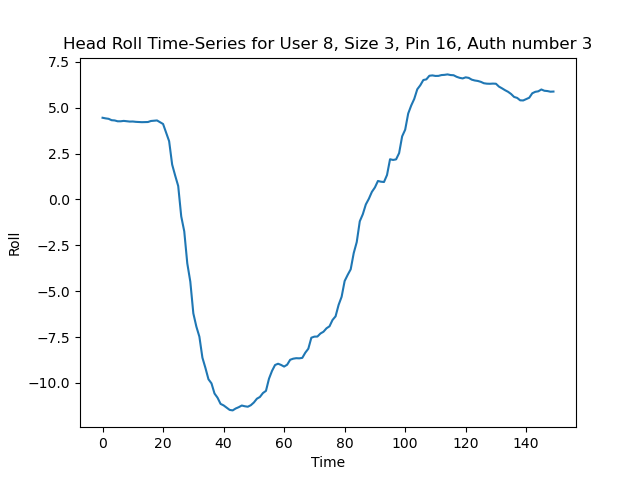 Head Roll Time-Series for User 8, Size 3, Pin 16, Auth number 3
7.5
5.0
2.5
0.0
−2.5
−5.0
−7.5
−10.0
Roll
0 20 40 60 80 100 120 140
Time